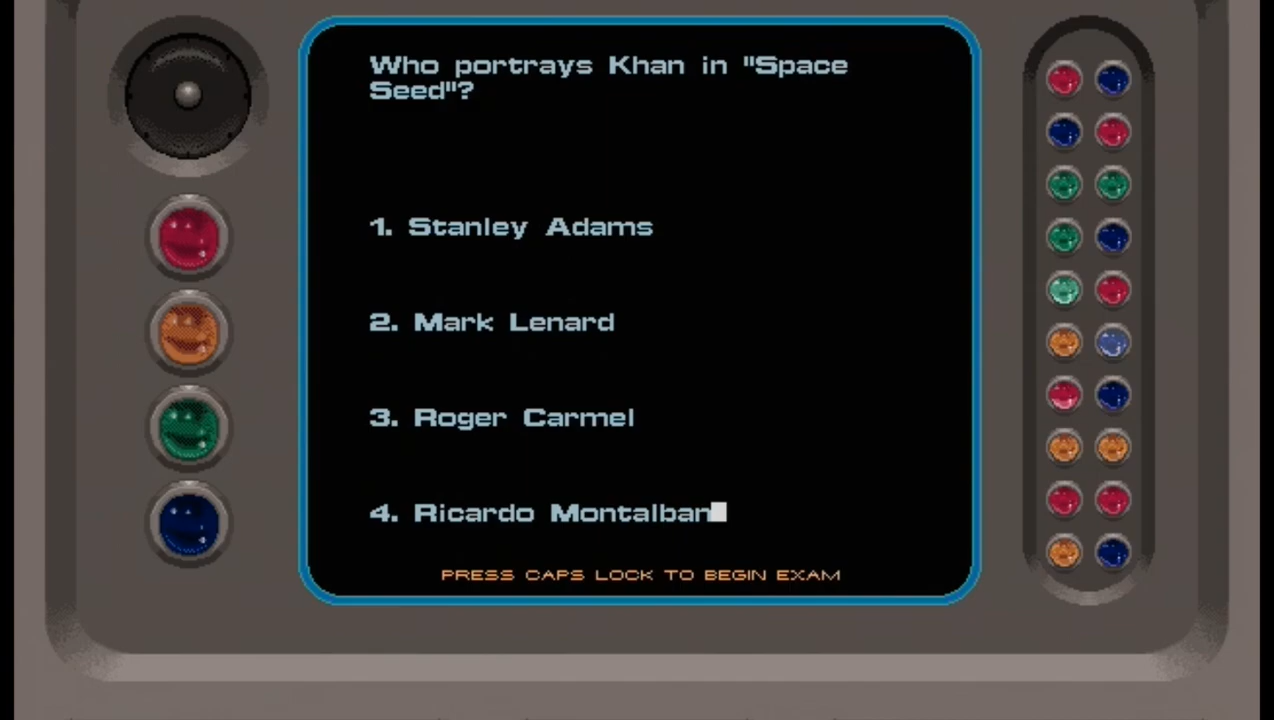 Who portrays Khan in "Space
Seed"?
1. Stanley Adams
2. Mark Lenard
3. Roger Carmel
4. Ricardo Montalban
PRESS CAPS LOCK TO BEGIN EXAM